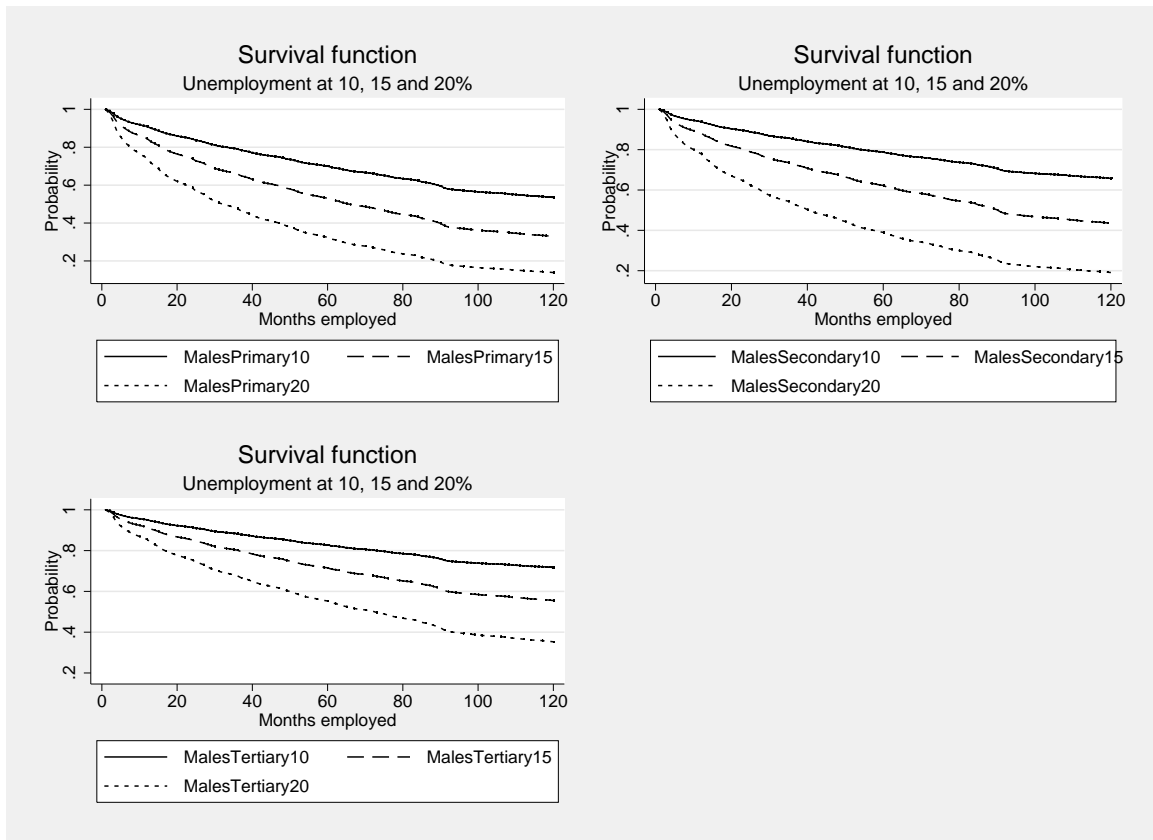 Survival function
Unemployment at 10, 15 and 20%
Probability
1
.8
.6
.4
.2
0 20 40 60 80 100 120
Months employed
MalesPrimary10 MalesPrimary15
MalesPrimary20
Survival function
Unemployment at 10, 15 and 20%
Probability
1
.8
.6
.4
.2
0 20 40 60 80 100 120
Months employed
MalesSecondary10 MalesSecondary15
MalesSecondary20
Survival function
Unemployment at 10, 15 and 20%
Probability
1
.8
.6
.4
.2
0 20 40 60 80 100 120
Months employed
MalesTertiary10 MalesTertiary15
MalesTertiary20